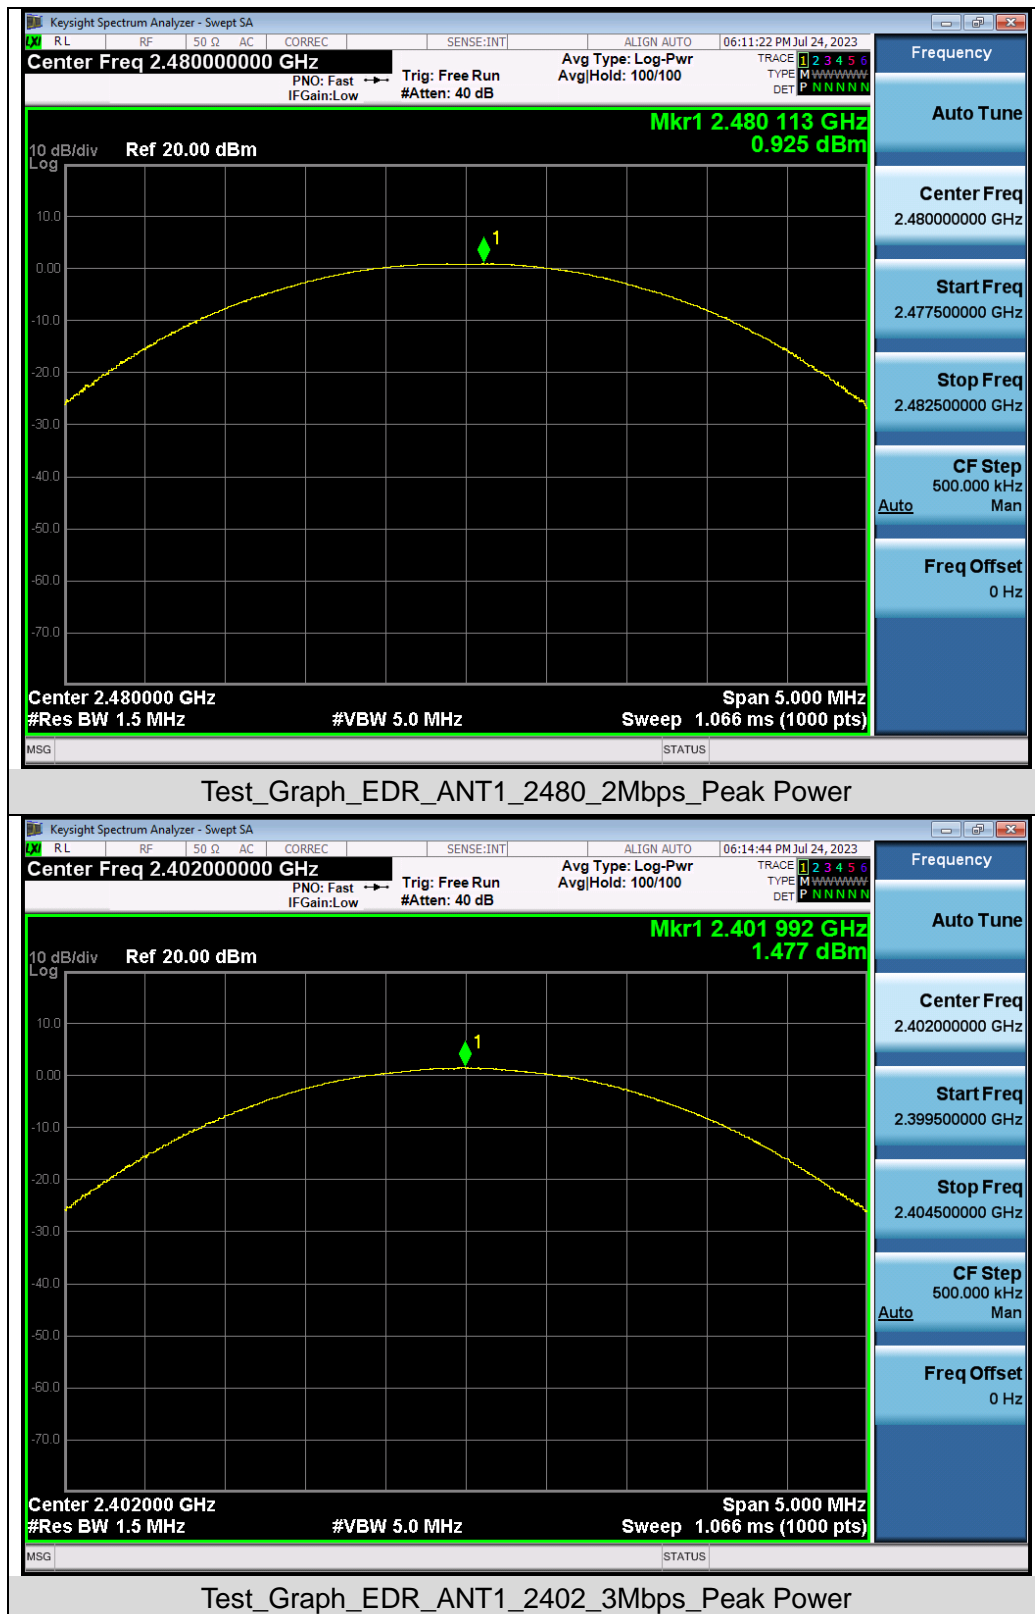 Keysight Spectrum Analyzer - Swept SA
LXI RL RF 50 Ω AC CORREC SENSE:INT ALIGN AUTO 06:11:22 PM Jul 24, 2023
Center Freq 2.480000000 GHz
PNO: Fast
IFGain:Low
Trig: Free Run
#Atten: 40 dB
Avg Type: Log-Pwr
Avg|Hold: 100/100
TRACE 1 2 3 4 5 6
TYPE M WWWWW
DET P N N N N N
Mkr1 2.480 113 GHz
0.925 dBm
10 dB/div Ref 20.00 dBm
Log
10.0
1
0.00
-10.0
-20.0
-30.0
-40.0
-50.0
-60.0
-70.0
Center 2.480000 GHz Span 5.000 MHz
#Res BW 1.5 MHz #VBW 5.0 MHz Sweep 1.066 ms (1000 pts)
MSG STATUS
Frequency
Auto Tune
Center Freq
2.480000000 GHz
Start Freq
2.477500000 GHz
Stop Freq
2.482500000 GHz
CF Step
500.000 kHz
Auto Man
Freq Offset
0 Hz
Test_Graph_EDR_ANT1_2480_2Mbps_Peak Power
Keysight Spectrum Analyzer - Swept SA
LXI RL RF 50 Ω AC CORREC SENSE:INT ALIGN AUTO 06:14:44 PM Jul 24, 2023
Center Freq 2.402000000 GHz
PNO: Fast
IFGain:Low
Trig: Free Run
#Atten: 40 dB
Avg Type: Log-Pwr
Avg|Hold: 100/100
TRACE 1 2 3 4 5 6
TYPE M WWWWW
DET P N N N N N
Mkr1 2.401 992 GHz
1.477 dBm
10 dB/div Ref 20.00 dBm
Log
10.0
1
0.00
-10.0
-20.0
-30.0
-40.0
-50.0
-60.0
-70.0
Center 2.402000 GHz Span 5.000 MHz
#Res BW 1.5 MHz #VBW 5.0 MHz Sweep 1.066 ms (1000 pts)
MSG STATUS
Frequency
Auto Tune
Center Freq
2.402000000 GHz
Start Freq
2.399500000 GHz
Stop Freq
2.404500000 GHz
CF Step
500.000 kHz
Auto Man
Freq Offset
0 Hz
Test_Graph_EDR_ANT1_2402_3Mbps_Peak Power